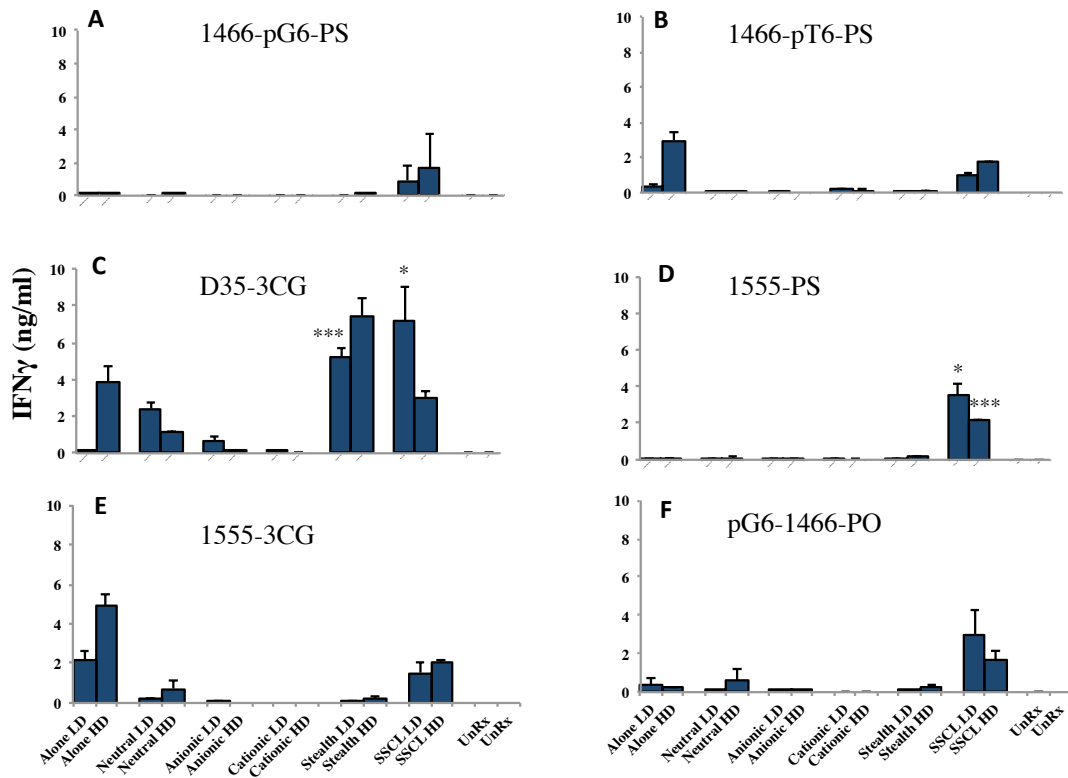 A
1466-pG6-PS
10
8
6
4
2
0
B
1466-pT6-PS
10
8
6
4
2
0
IFNγ (ng/ml)
C
D35-3CG
10
8
6
4
2
0
***
*
D
1555-PS
10
8
6
4
2
0
*
***
E
1555-3CG
10
8
6
4
2
0
Alone LD
Alone HD
Neutral LD
Neutral HD
Anionic LD
Anionic HD
Cationic LD
Cationic HD
Stealth LD
Stealth HD
SSCL LD
SSCL HD
UnRx
UnRx
F
pG6-1466-PO
10
8
6
4
2
0
Alone LD
Alone HD
Neutral LD
Neutral HD
Anionic LD
Anionic HD
Cationic LD
Cationic HD
Stealth LD
Stealth HD
SSCL LD
SSCL HD
UnRx
UnRx